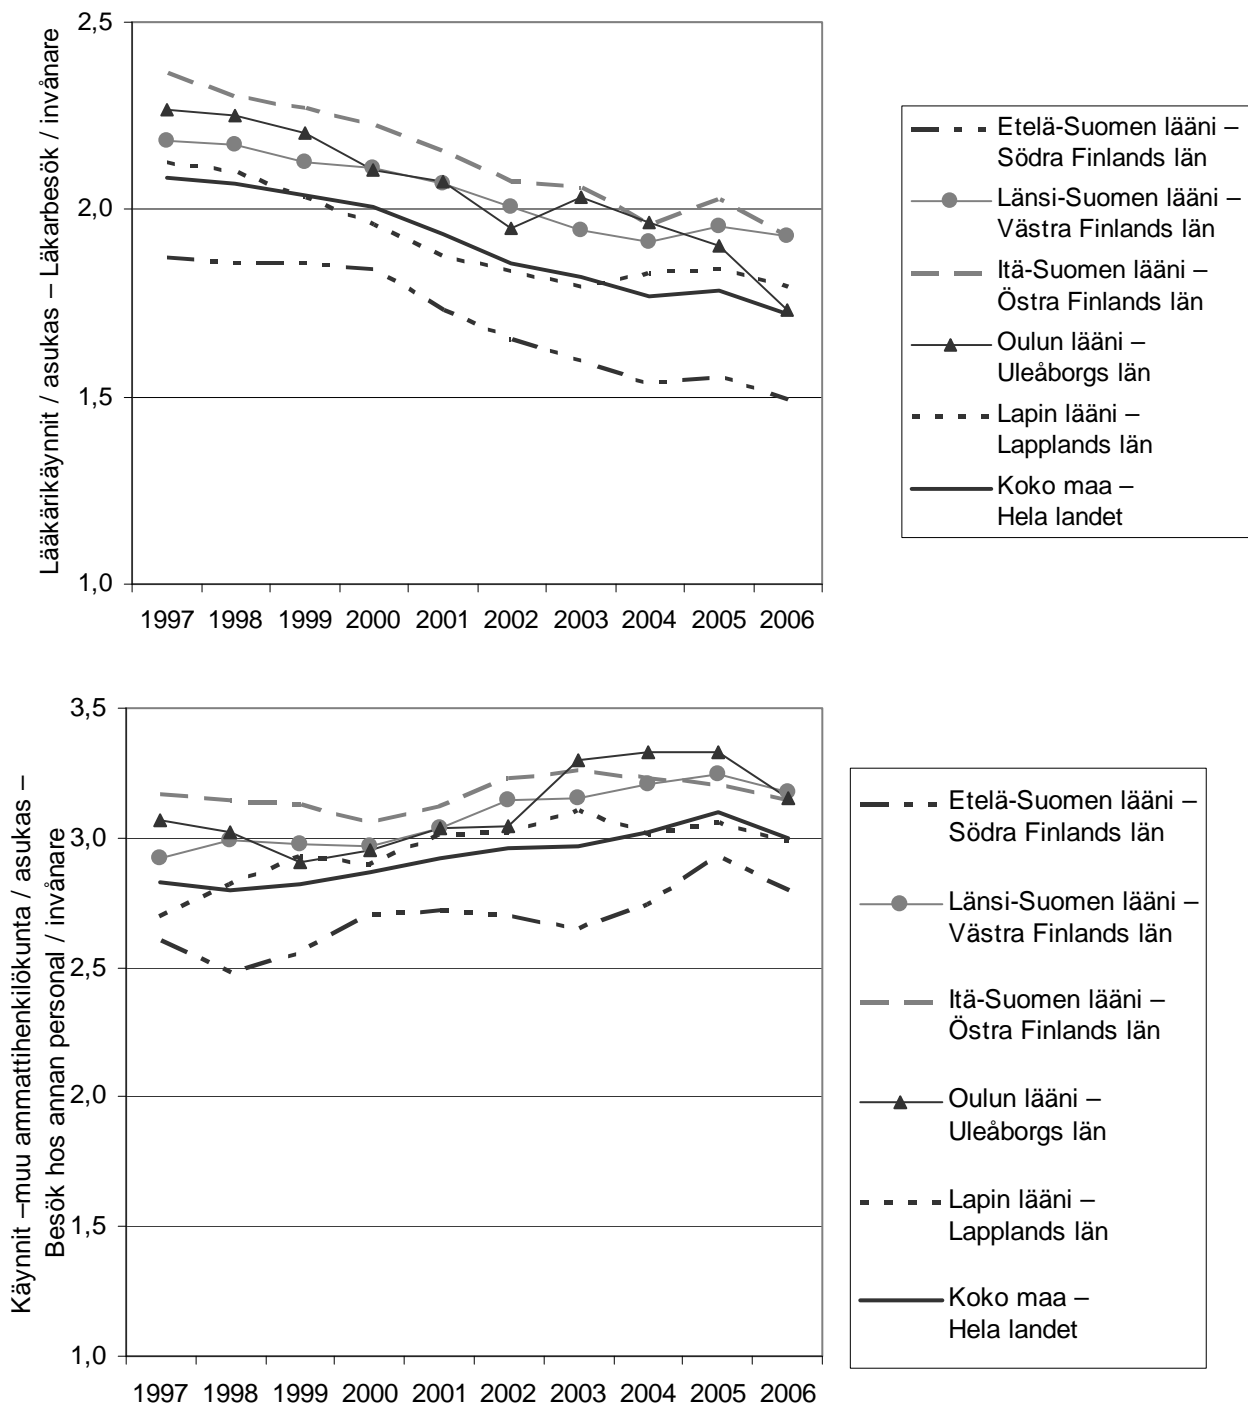 Lääkärikäynnit / asukas – Läkarbesök / invånare
2,5
2,0
1,5
1,0
1997 1998 1999 2000 2001 2002 2003 2004 2005 2006
Etelä-Suomen lääni –
Södra Finlands län
Länsi-Suomen lääni –
Västra Finlands län
Itä-Suomen lääni –
Östra Finlands län
Oulun lääni –
Uleåborgs län
Lapin lääni –
Lapplands län
Koko maa –
Hela landet
Käynnit –muu ammattihenkilökunta / asukas –
Besök hos annan personal / invånare
3,5
3,0
2,5
2,0
1,5
1,0
1997 1998 1999 2000 2001 2002 2003 2004 2005 2006
Etelä-Suomen lääni –
Södra Finlands län
Länsi-Suomen lääni –
Västra Finlands län
Itä-Suomen lääni –
Östra Finlands län
Oulun lääni –
Uleåborgs län
Lapin lääni –
Lapplands län
Koko maa –
Hela landet